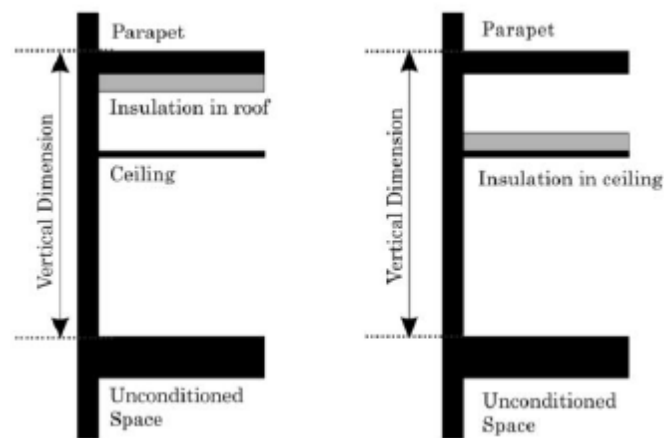 Parapet
Vertical Dimension
Insulation in roof
Ceiling
Unconditioned
Space
Parapet
Vertical Dimension
Insulation in ceiling
Unconditioned
Space